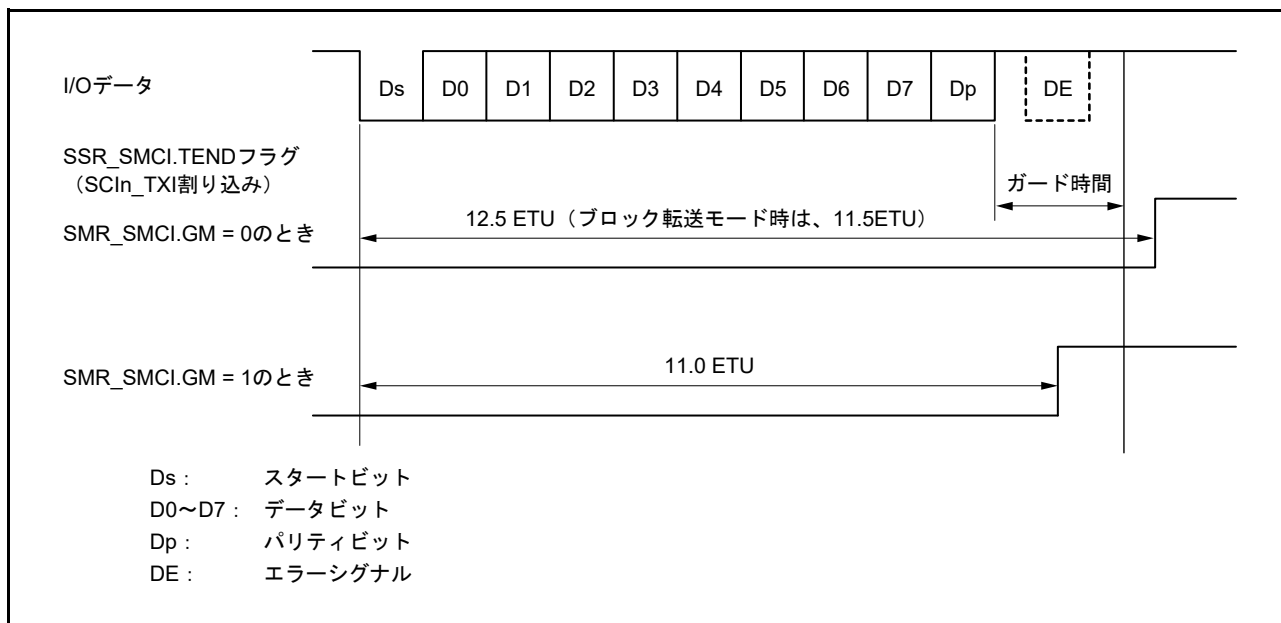 I/Oデータ
Ds D0 D1 D2 D3 D4 D5 D6 D7 Dp DE
SSR_SMCI.TENDフラグ
（SCIn_TXI割り込み）
ガード時間
12.5 ETU（ブロック転送モード時は、11.5ETU）
SMR_SMCI.GM = 0のとき
11.0 ETU
SMR_SMCI.GM = 1のとき
Ds： スタートビット
D0～D7： データビット
Dp： パリティビット
DE： エラーシグナル